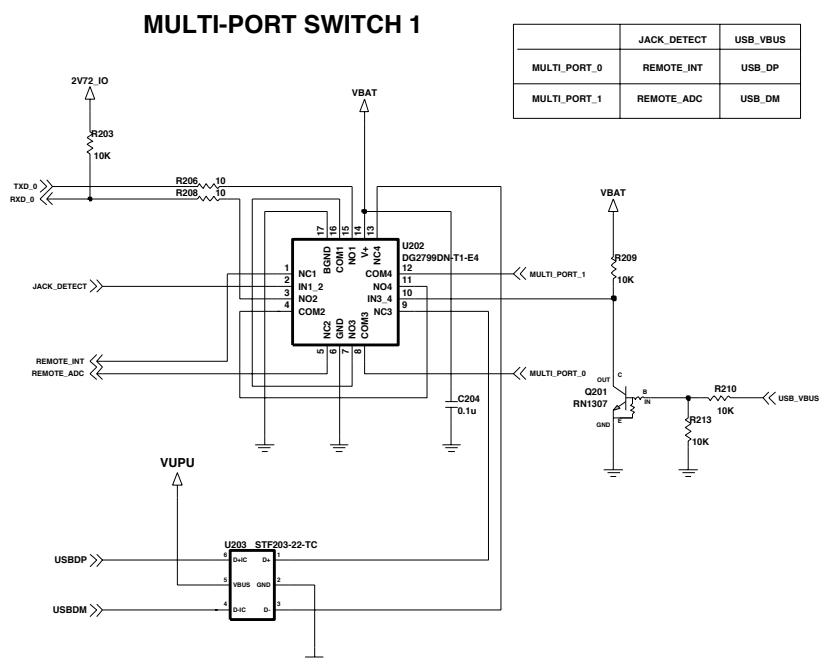 MULTI-PORT SWITCH 1
JACK_DETECT USB_VBUS
MULTI_PORT_0 REMOTE_INT USB_DP
MULTI_PORT_1 REMOTE_ADC USB_DM
2V72_IO
VBAT
R203
10K
R206 10
TXD_0
R208 10
RXD_0
VBAT
17 16 15 14 13
BGND COM1 NO1 V+ NC4
U202
DG2799DN-T1-E4
R209
10K
1 NC1 COM4 12 MULTI_PORT_1
JACK_DETECT 2 IN1_2 NO4 11
3 NO2 IN3_4 10
4 COM2 NC3 9
NC2 GND NO3 COM3
5 6 7 8
REMOTE_INT
REMOTE_ADC
MULTI_PORT_0
C204
0.1u
C
OUT
Q201
RN1307
B
IN
E
GND
R210
10K
USB_VBUS
R213
10K
VUPU
U203 STF203-22-TC
USBDP 6 D+IC D+ 1
5 VBUS GND 2
USBDM 4 D-IC D- 3